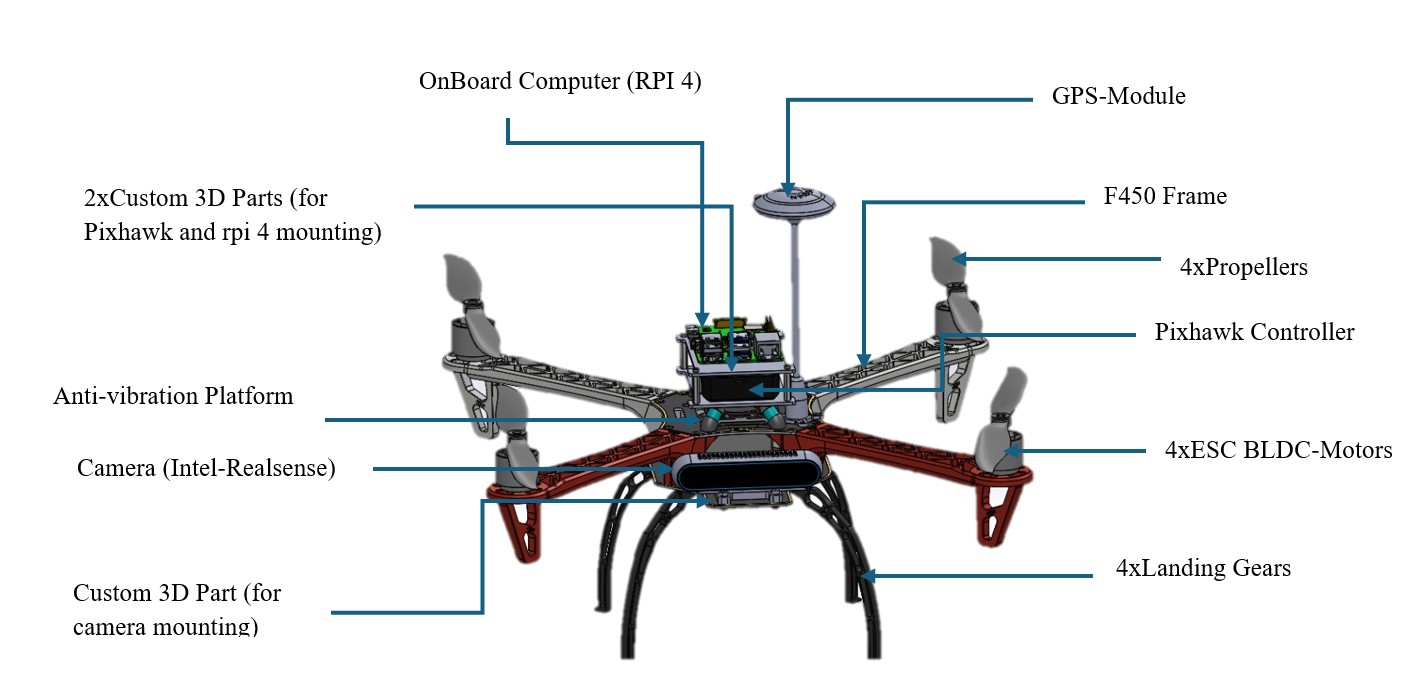 OnBoard Computer (RPI 4)
GPS-Module
2xCustom 3D Parts (for
Pixhawk and rpi 4 mounting)
F450 Frame
4xPropellers
Pixhawk Controller
Anti-vibration Platform
4xESC BLDC-Motors
Camera (Intel-Realsense)
4xLanding Gears
Custom 3D Part (for
camera mounting)